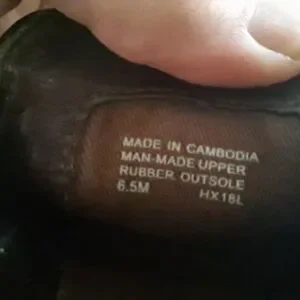 MADE IN CAMBODIA
MAN-MADE UPPER
RUBBER OUTSOLE
6.5M HX18L